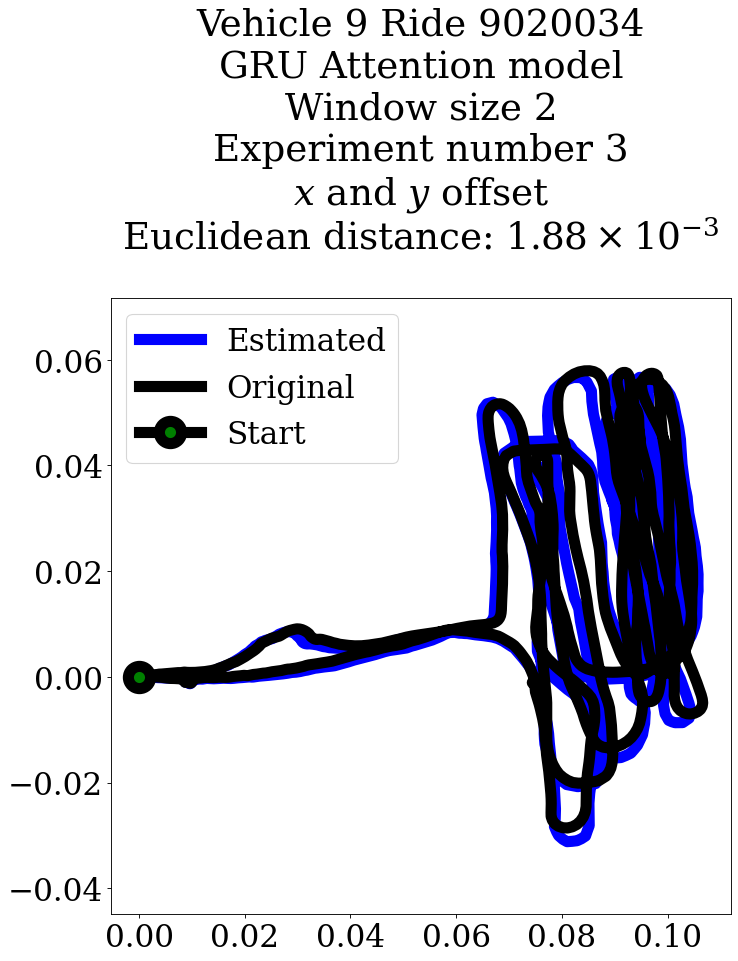 Vehicle 9 Ride 9020034
GRU Attention model
Window size 2
Experiment number 3
x and y offset
Euclidean distance: 1.88 × 10⁻³
Estimated
Original
Start
0.06
0.04
0.02
0.00
−0.02
−0.04
0.00 0.02 0.04 0.06 0.08 0.10